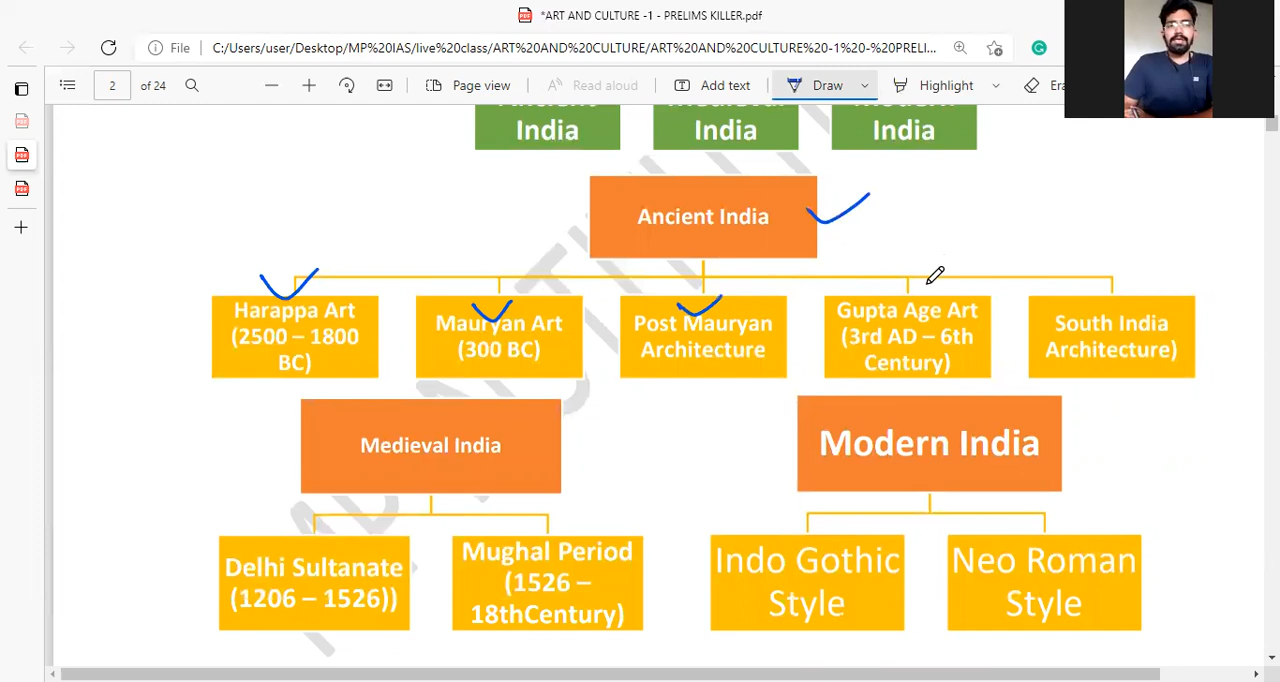 *ART AND CULTURE -1 - PRELIMS KILLER.pdf
File
C:/Users/user/Desktop/MP%20IAS/live%20class/ART%20AND%20CULTURE/ART%20AND%20CULTURE%20-1%20-%20PRELI...
2
of 24
Page view
Read aloud
Add text
Draw
Highlight
Ancient
India
Medieval
India
Modern
India
Ancient India
Harappa Art
(2500 – 1800
BC)
Mauryan Art
(300 BC)
Post Mauryan
Architecture
Gupta Age Art
(3rd AD – 6th
Century)
South India
Architecture)
Medieval India
Modern India
Delhi Sultanate
(1206 – 1526))
Mughal Period
(1526 –
18thCentury)
Indo Gothic
Style
Neo Roman
Style